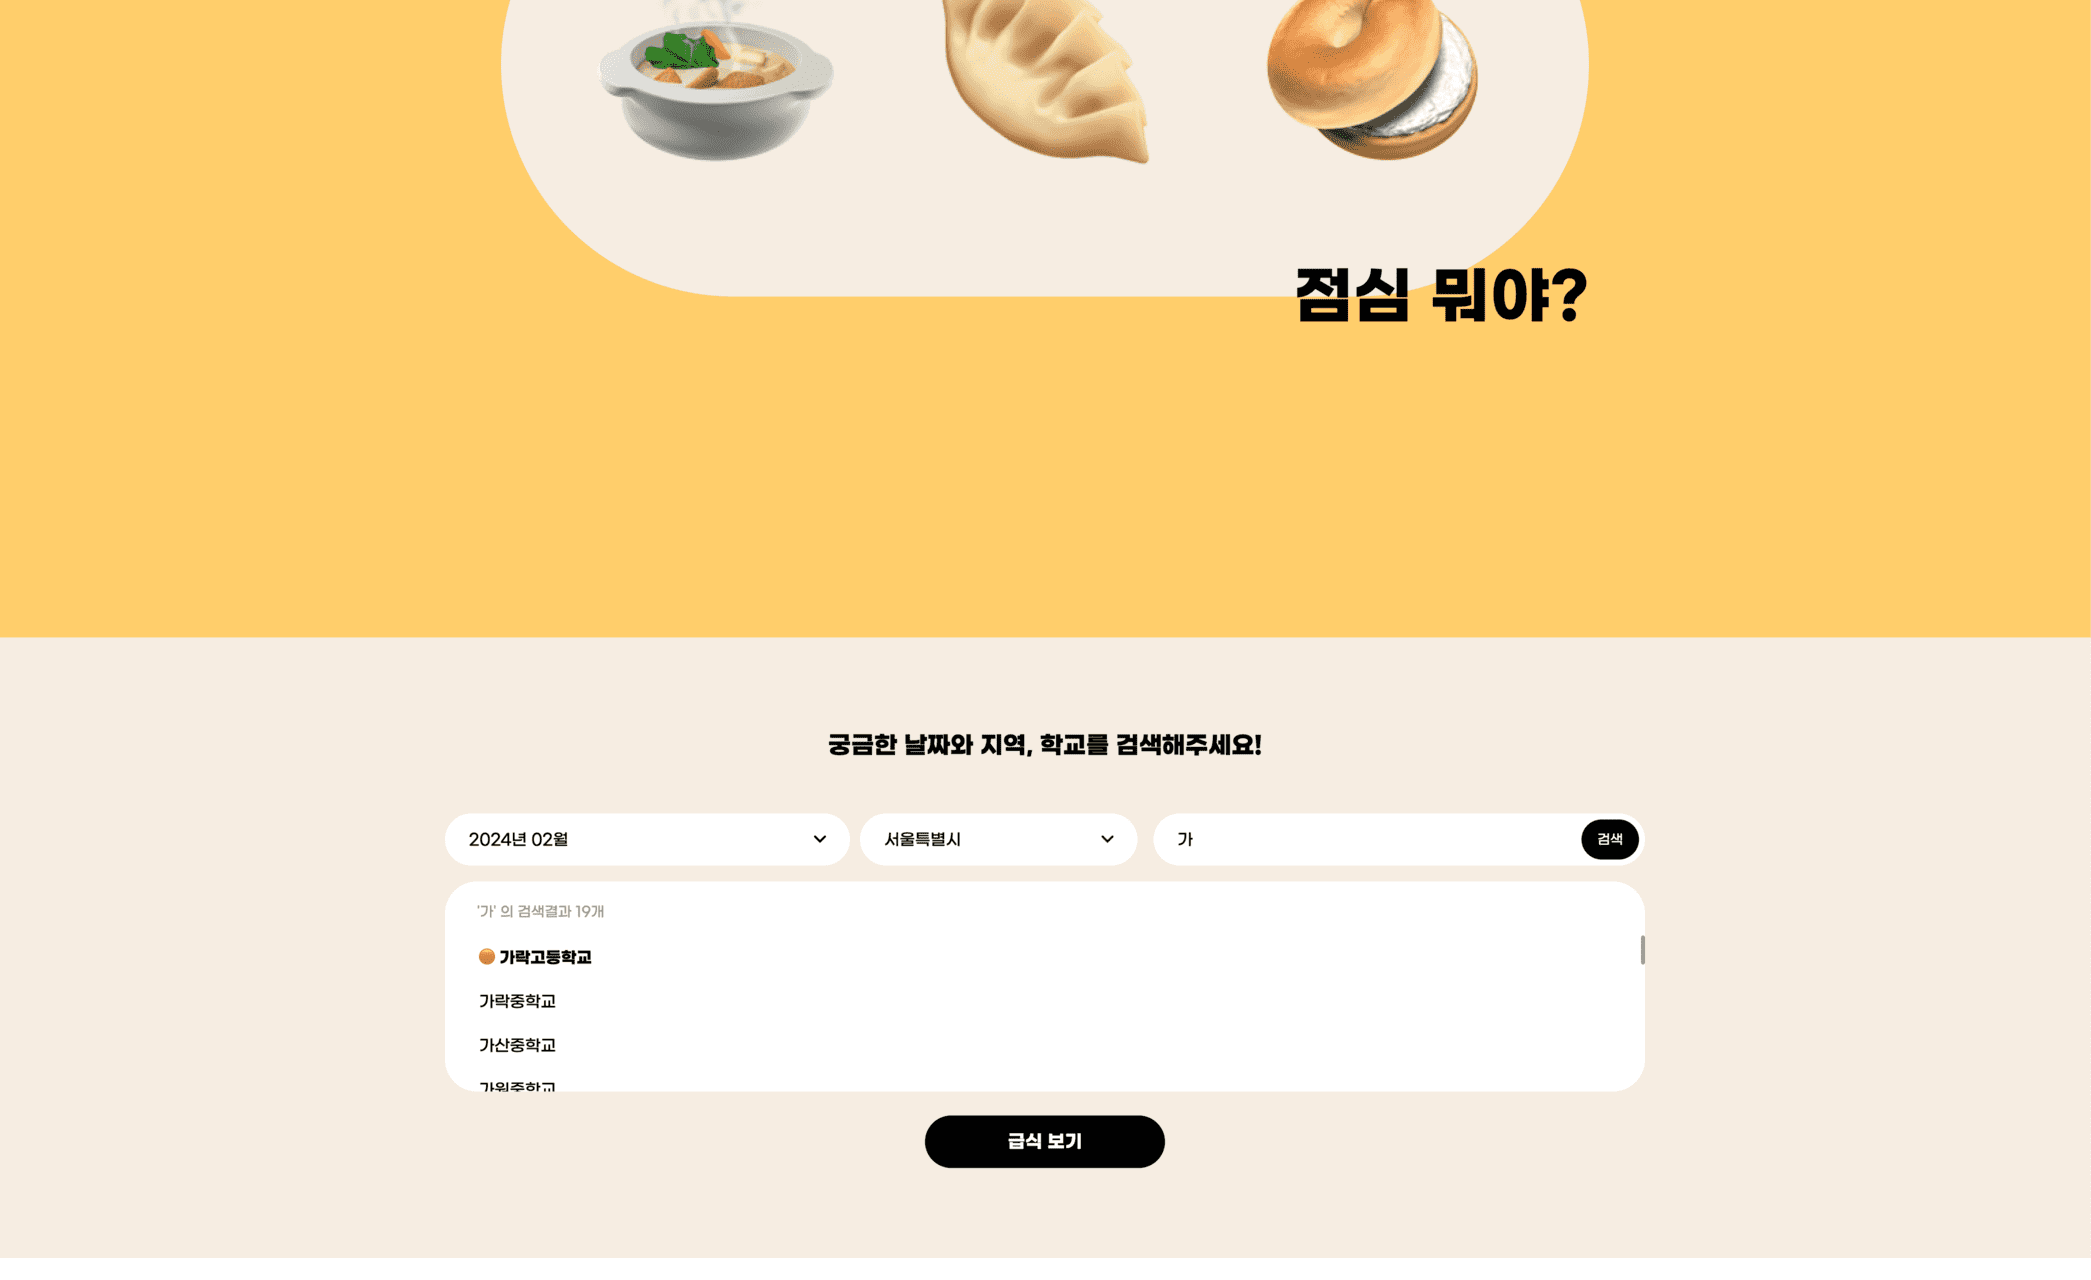 점심 뭐야?
궁금한 날짜와 지역, 학교를 검색해주세요!
2024년 02월
서울특별시
가
검색
'가' 의 검색결과 19개
가락고등학교
가락중학교
가산중학교
가원중학교
급식 보기